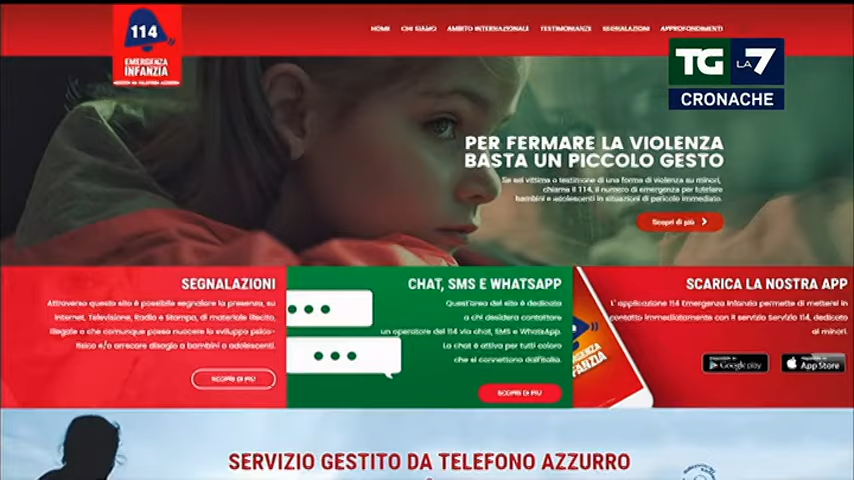 114
EMERGENZA
INFANZIA
HOME CHI SIAMO AMBITO INTERNAZIONALE TESTIMONIANZE SEGNALAZIONI APPROFONDIMENTI
TG LA 7
CRONACHE
PER FERMARE LA VIOLENZA
BASTA UN PICCOLO GESTO
Se sei vittima o testimone di una forma di violenza su minori,
chiama il 114, il numero di emergenza per tutelare
bambini e adolescenti in situazioni di pericolo immediato.
Scopri di più
SEGNALAZIONI
Attraverso questo sito è possibile segnalare la presenza, su
Internet, Televisione, Radio e Stampa, di materiale illecito,
illegale o che comunque possa nuocere lo sviluppo psico-
fisico e/o arrecare disagio a bambini o adolescenti.
SCOPRI DI PIÙ
CHAT, SMS E WHATSAPP
Quest'area del sito è dedicata
a chi desidera contattare
un operatore del 114 via chat, SMS e WhatsApp.
La chat è attiva per tutti coloro
che si connettono dall'Italia.
SCOPRI DI PIÙ
EMERGENZA
INFANZIA
SCARICA LA NOSTRA APP
L' applicazione 114 Emergenza Infanzia permette di mettersi in
contatto immediatamente con il servizio Servizio 114, dedicato
ai minori.
Google play
App Store
SERVIZIO GESTITO DA TELEFONO AZZURRO